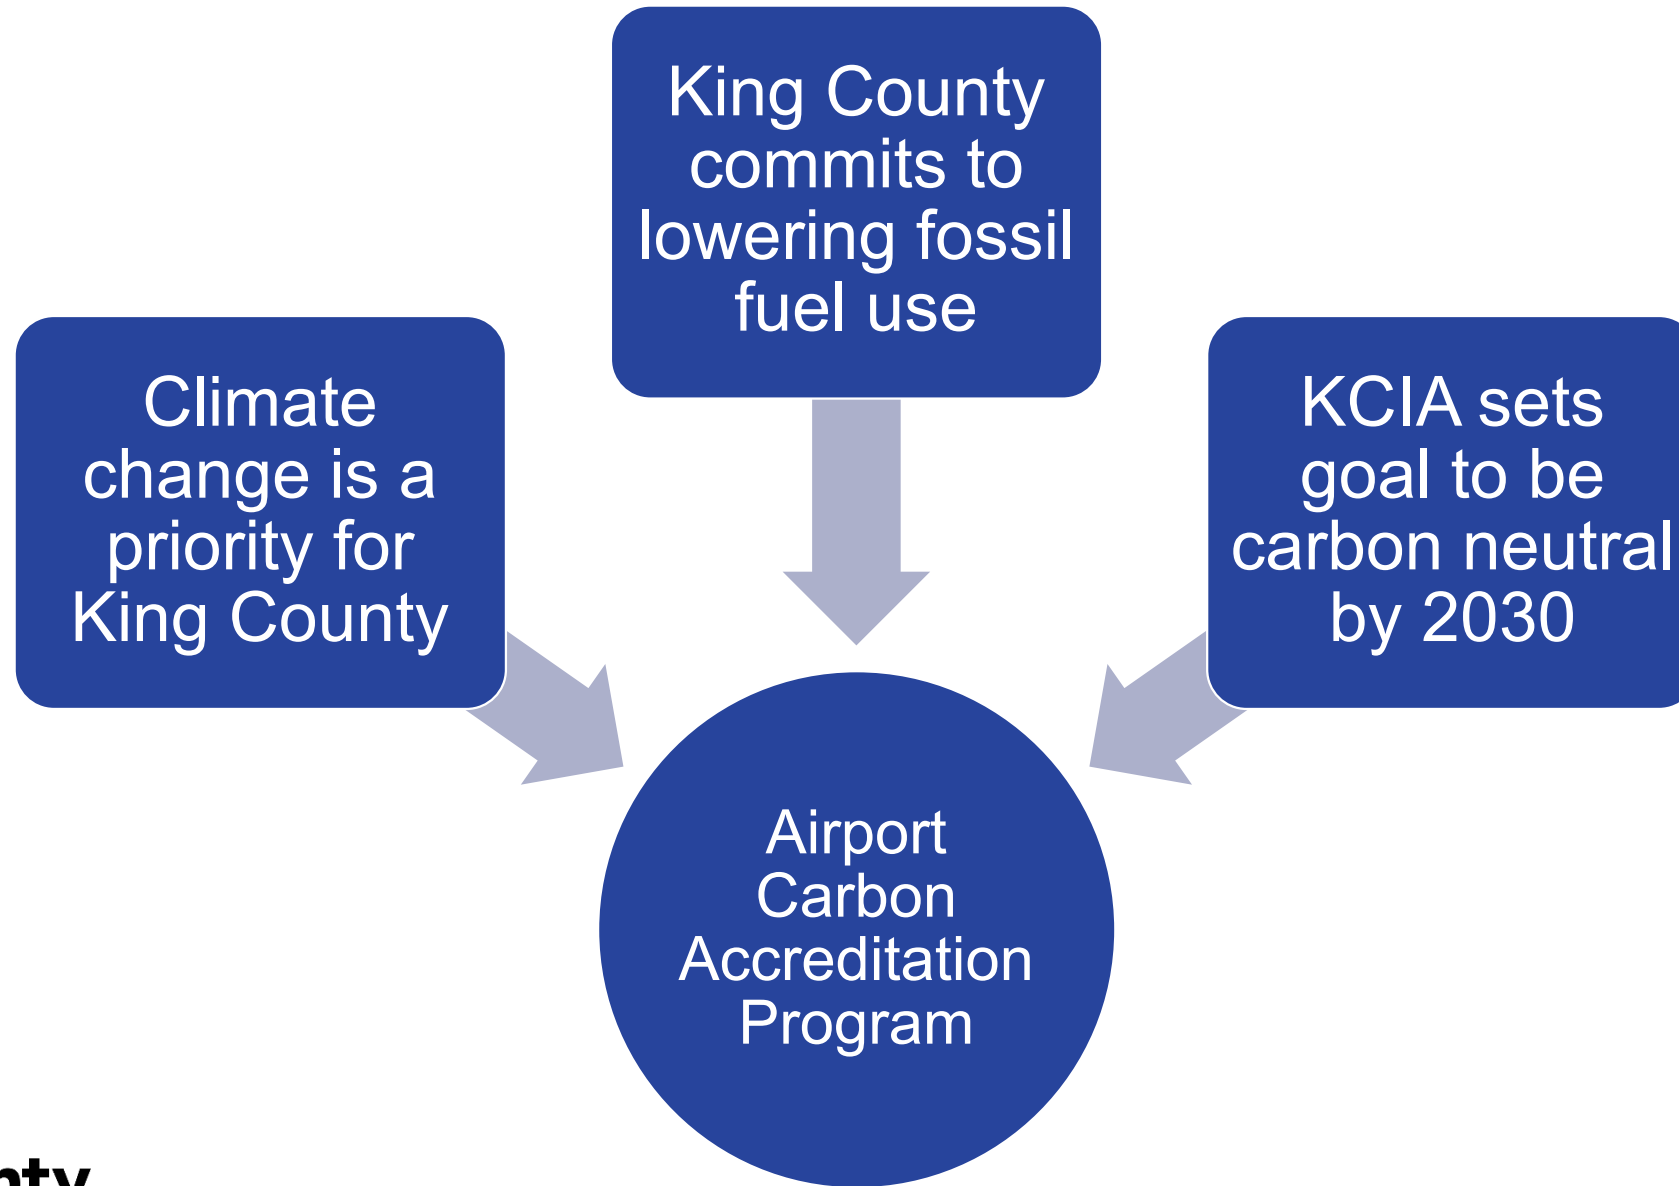 King County
commits to
lowering fossil
fuel use
Climate
change is a
priority for
King County
KCIA sets
goal to be
carbon neutral
by 2030
Airport
Carbon
Accreditation
Program